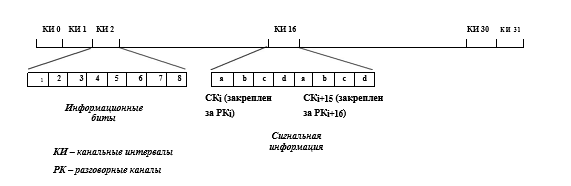 КИ 0 КИ 1 КИ 2 КИ 16 КИ 30 КИ 31
1 2 3 4 5 6 7 8 a b c d a b c d
Информационные
биты
СКi (закреплен
за РКi)
СКi+15 (закреплен
за РКi+16)
Сигнальная
информация
КИ – канальные интервалы
РК – разговорные каналы